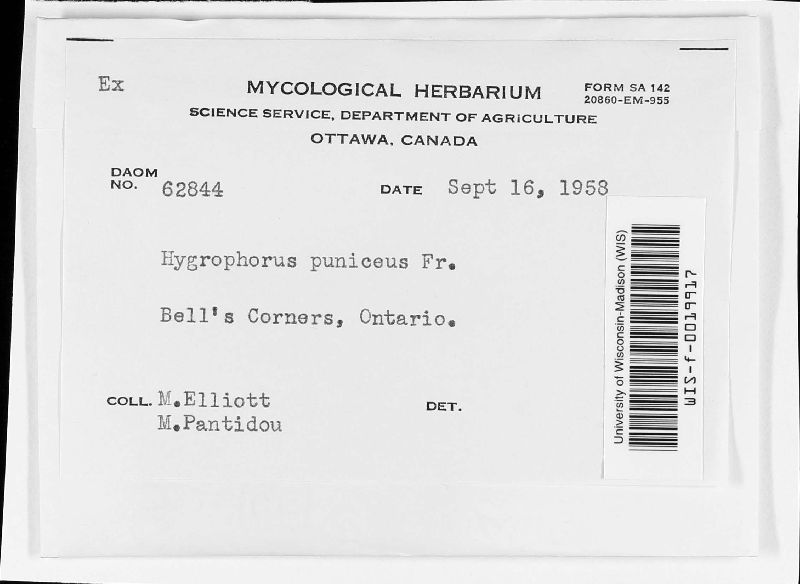 Ex
MYCOLOGICAL HERBARIUM
FORM SA 142
20860-EM-955
SCIENCE SERVICE, DEPARTMENT OF AGRICULTURE
OTTAWA, CANADA
DAOM
NO. 62844
DATE Sept 16, 1958
Hygrophorus puniceus Fr.
Bell's Corners, Ontario.
COLL. M.Elliott
M.Pantidou
DET.
University of Wisconsin-Madison (WIS)
WIS-f-0019917